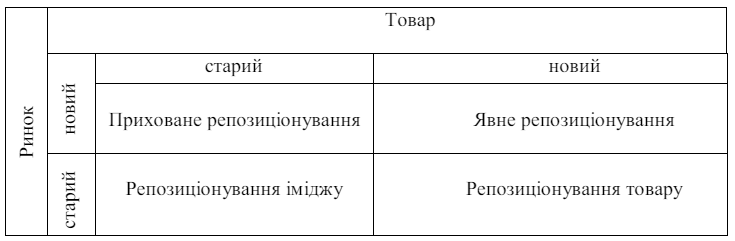 Товар
старий новий
Ринок
новий
Приховане репозиціонування Явне репозиціонування
старий
Репозиціонування іміджу Репозиціонування товару